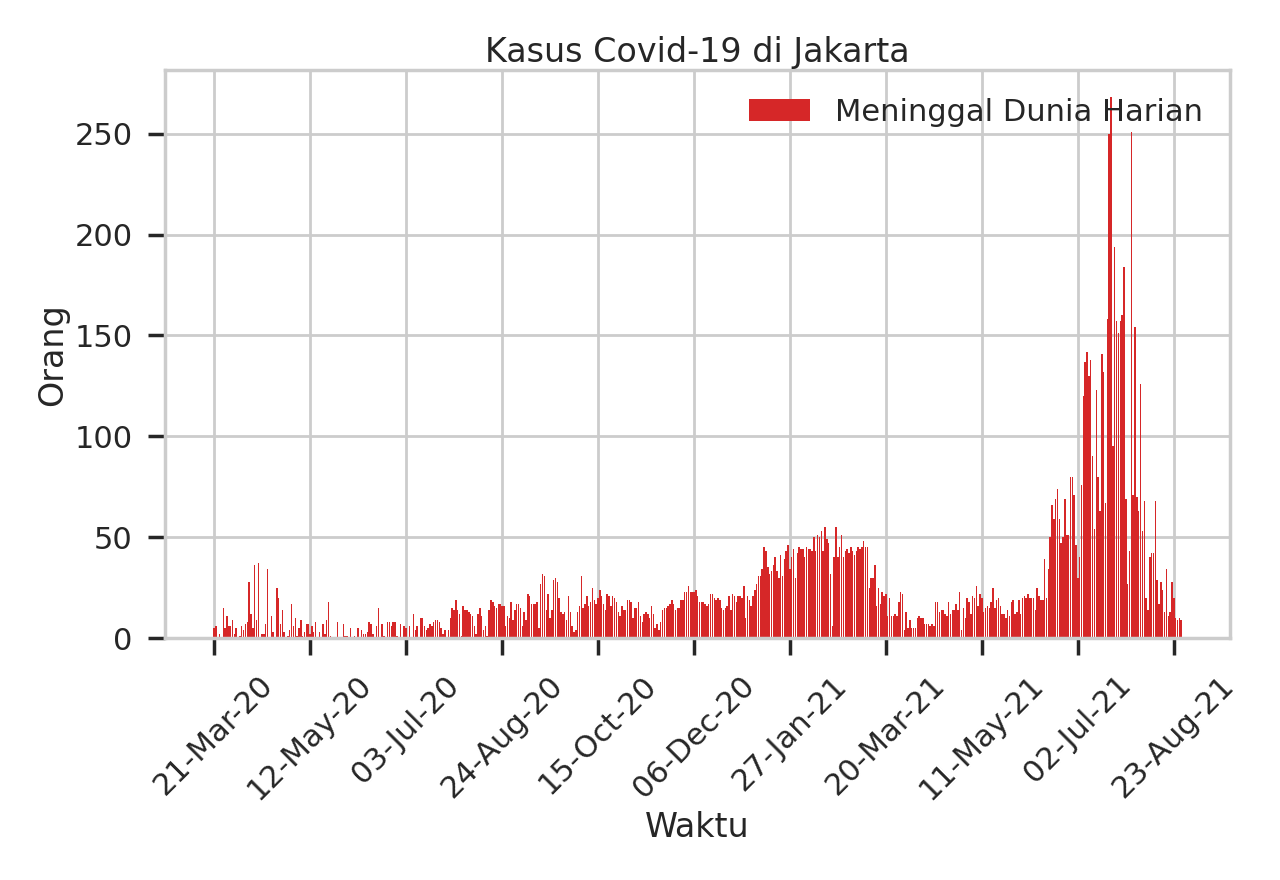 Kasus Covid-19 di Jakarta
Meninggal Dunia Harian
250
200
150
100
50
0
Orang
21-Mar-20
12-May-20
03-Jul-20
24-Aug-20
15-Oct-20
06-Dec-20
27-Jan-21
20-Mar-21
11-May-21
02-Jul-21
23-Aug-21
Waktu